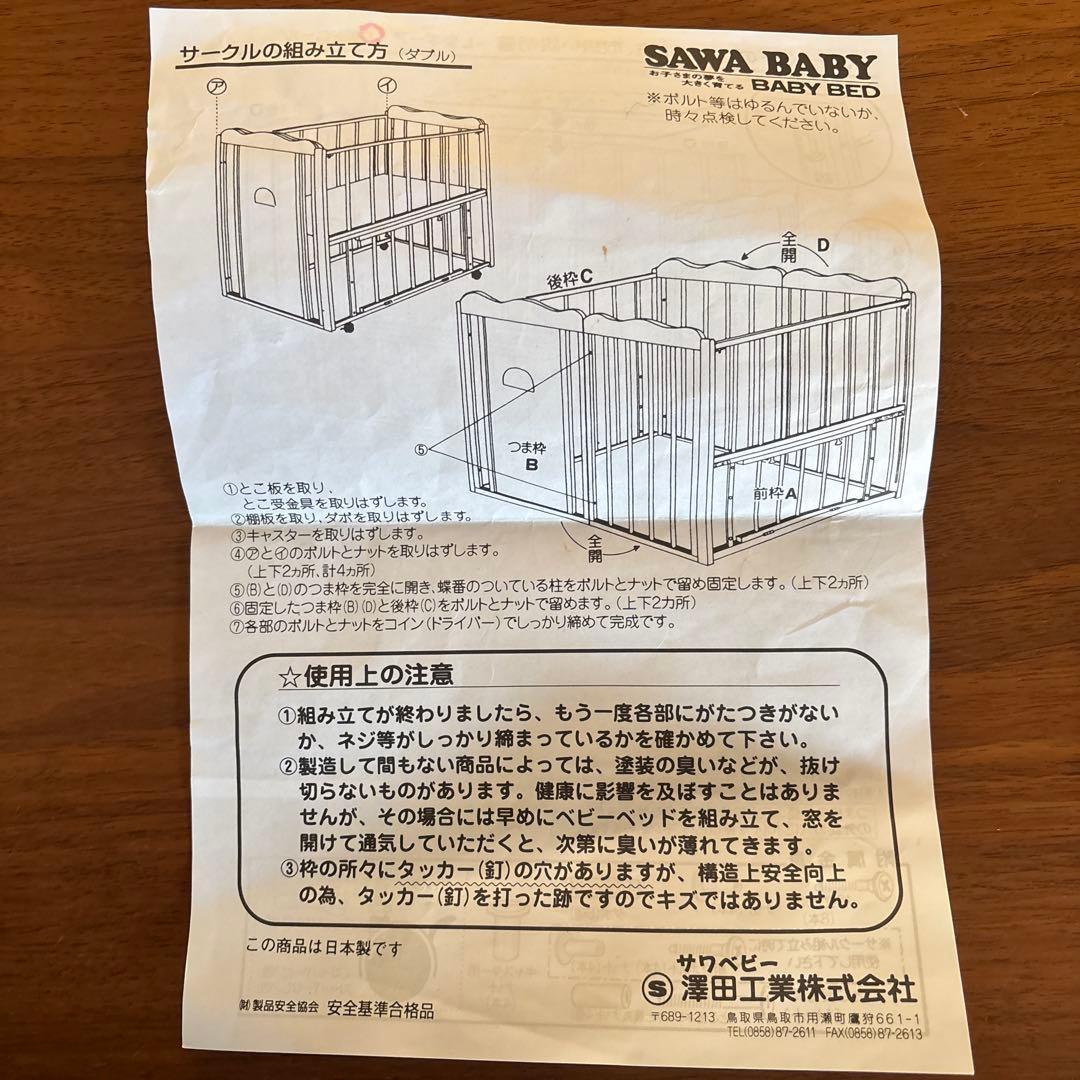 サークルの組み立て方（ダブル）
SAWA BABY
お子さまの夢を
大きく育てる BABY BED
※ボルト等はゆるんでいないか、
時々点検してください。
ア
イ
全開 D
後枠C
⑤
つま枠
B
前枠A
全開
①とこ板を取り、
とこ受金具を取りはずします。
②棚板を取り、ダボを取りはずします。
③キャスターを取りはずします。
④㋐と㋑のボルトとナットを取りはずします。
（上下2ヵ所、計4ヵ所）
⑤(B)と(D)のつま枠を完全に開き、蝶番のついている柱をボルトとナットで留め固定します。（上下2ヵ所）
⑥固定したつま枠(B)(D)と後枠(C)をボルトとナットで留めます。（上下2カ所）
⑦各部のボルトとナットをコイン（ドライバー）でしっかり締めて完成です。
☆使用上の注意
①組み立てが終わりましたら、もう一度各部にがたつきがない
か、ネジ等がしっかり締まっているかを確かめて下さい。
②製造して間もない商品によっては、塗装の臭いなどが、抜け
切らないものがあります。健康に影響を及ぼすことはありま
せんが、その場合には早めにベビーベッドを組み立て、窓を
開けて通気していただくと、次第に臭いが薄れてきます。
③枠の所々にタッカー（釘）の穴がありますが、構造上安全向上
の為、タッカー（釘）を打った跡ですのでキズではありません。
この商品は日本製です
サワベビー
Ⓢ 澤田工業株式会社
㈶製品安全協会 安全基準合格品
〒689-1213 鳥取県鳥取市用瀬町鷹狩661-1
TEL(0858)87-2611 FAX(0858)87-2613